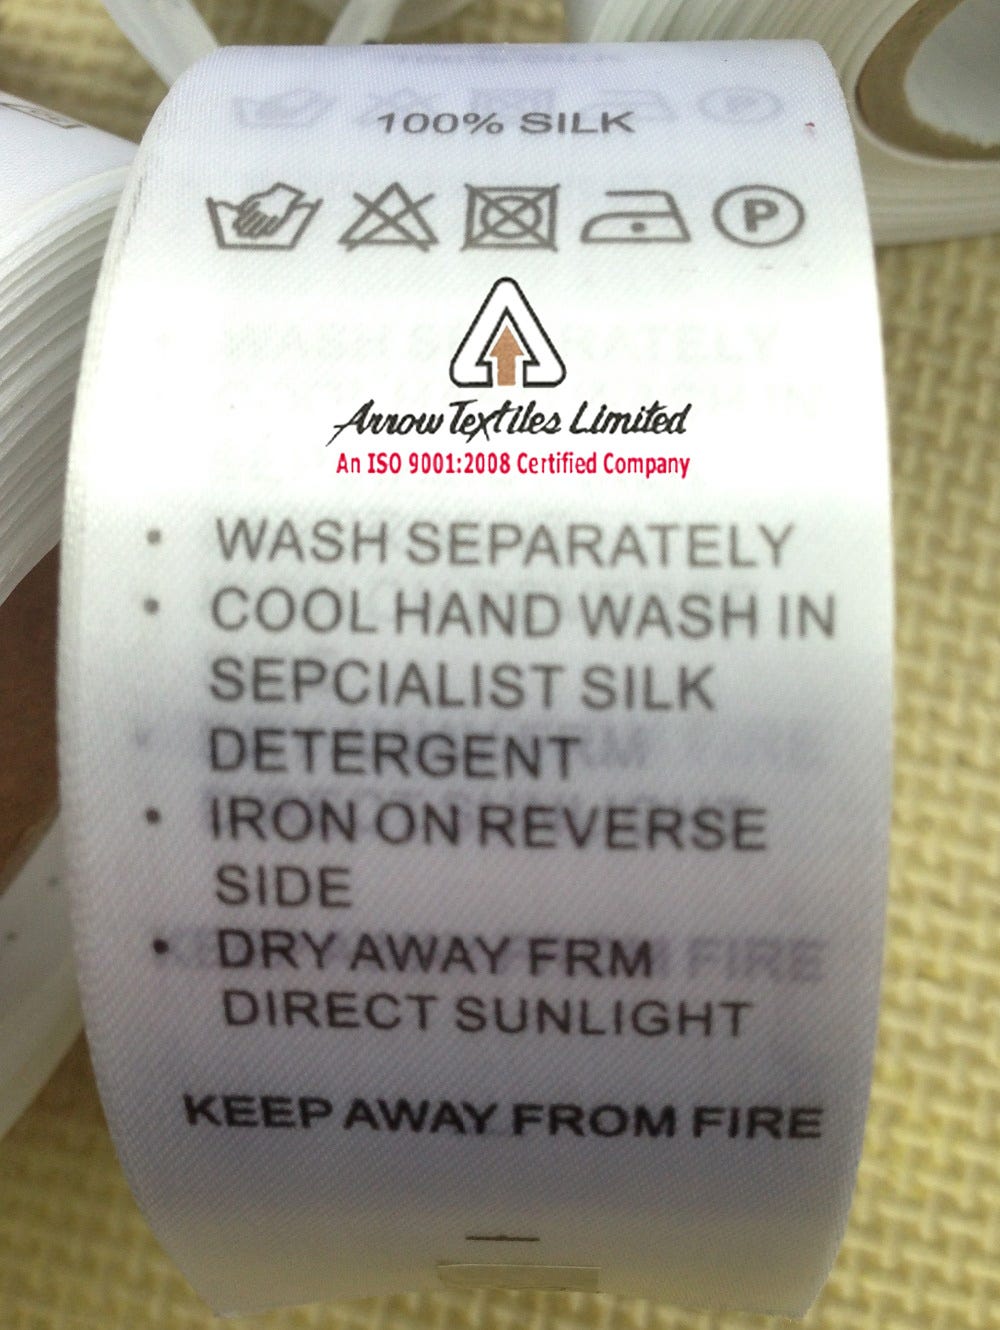 100% SILK
P
Arrow Textiles Limited
An ISO 9001:2008 Certified Company
• WASH SEPARATELY
• COOL HAND WASH IN
SEPCIALIST SILK
DETERGENT
• IRON ON REVERSE
SIDE
• DRY AWAY FRM
DIRECT SUNLIGHT
KEEP AWAY FROM FIRE